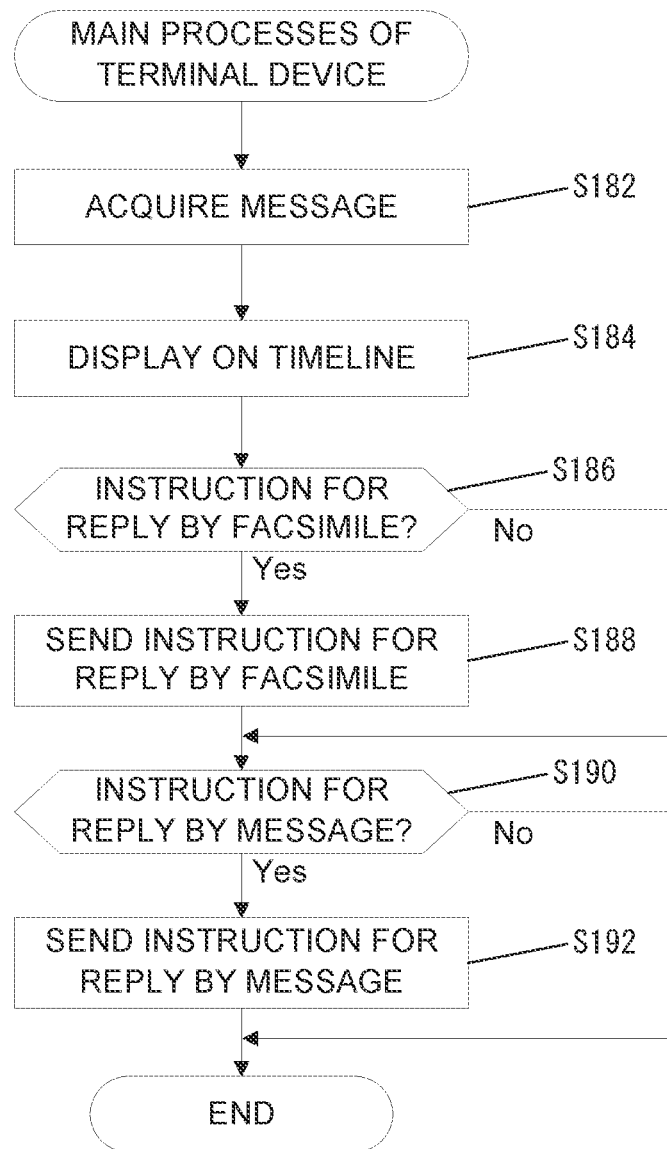 MAIN PROCESSES OF
TERMINAL DEVICE
ACQUIRE MESSAGE
S182
DISPLAY ON TIMELINE
S184
INSTRUCTION FOR
REPLY BY FACSIMILE?
S186
No
Yes
SEND INSTRUCTION FOR
REPLY BY FACSIMILE
S188
INSTRUCTION FOR
REPLY BY MESSAGE?
S190
No
Yes
SEND INSTRUCTION FOR
REPLY BY MESSAGE
S192
END